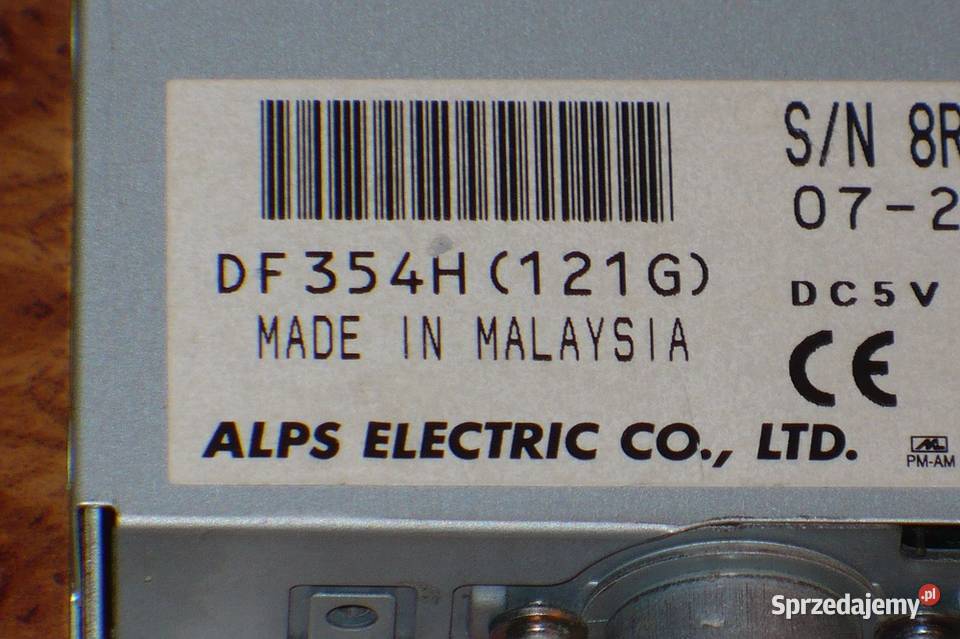 S/N 8R
07-2
DF354H(121G)
DC5V
MADE IN MALAYSIA
CE
ALPS ELECTRIC CO., LTD.
PM-AM
Sprzedajemy.pl